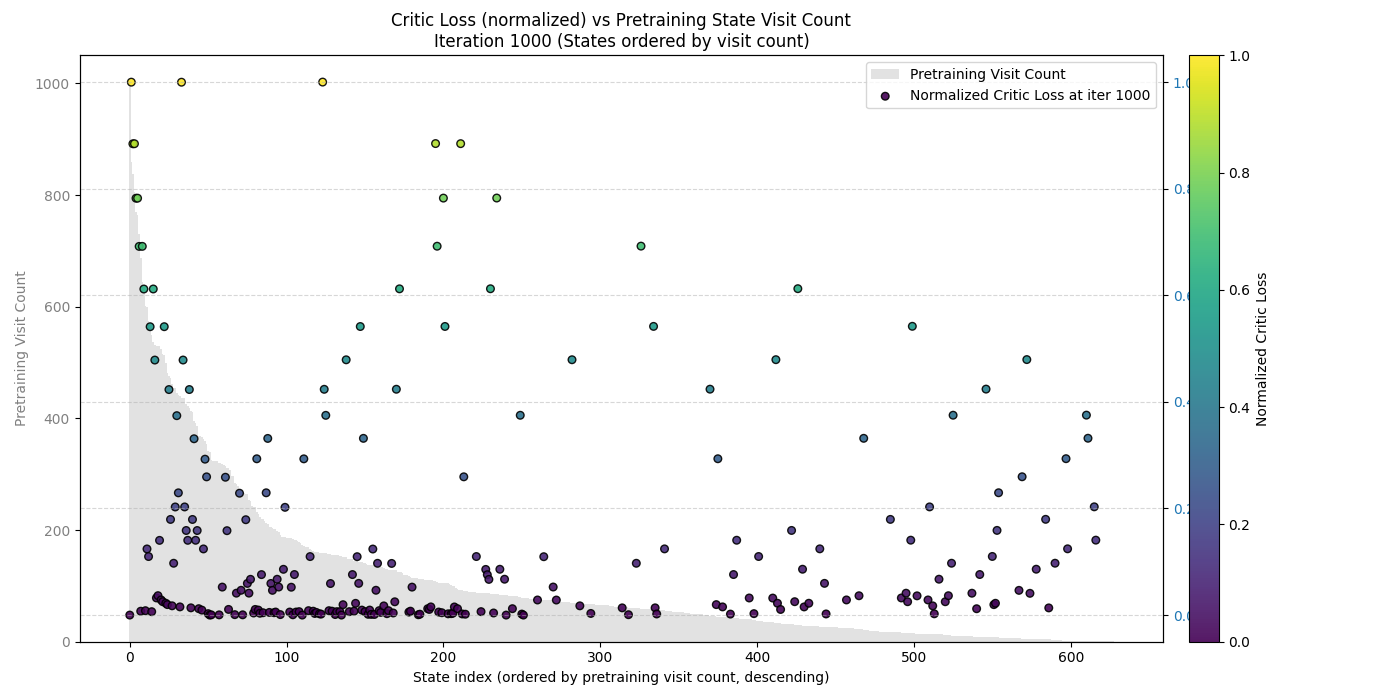 Critic Loss (normalized) vs Pretraining State Visit Count
Iteration 1000 (States ordered by visit count)
Pretraining Visit Count
Normalized Critic Loss at iter 1000
1000
800
600
400
200
0
Pretraining Visit Count
0
100
200
300
400
500
600
State index (ordered by pretraining visit count, descending)
1.0
0.8
0.6
0.4
0.2
0.0
Normalized Critic Loss